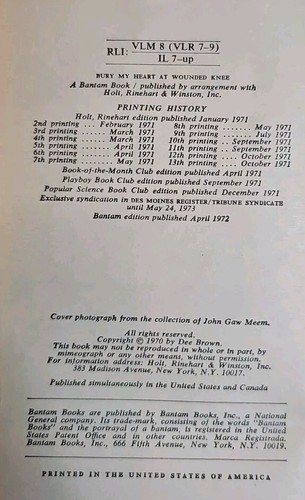 RLI: VLM 8 (VLR 7-9)
IL 7-up
BURY MY HEART AT WOUNDED KNEE
A Bantam Book / published by arrangement with
Holt, Rinehart & Winston, Inc.
PRINTING HISTORY
Holt, Rinehart edition published January 1971
2nd printing ... February 1971 8th printing ....... May 1971
3rd printing ...... March 1971 9th printing ....... July 1971
4th printing ...... March 1971 10th printing .. September 1971
5th printing ....... April 1971 11th printing .. September 1971
6th printing ....... April 1971 12th printing .... October 1971
7th printing ....... May 1971 13th printing .... October 1971
Book-of-the-Month Club edition published April 1971
Playboy Book Club edition published September 1971
Popular Science Book Club edition published December 1971
Exclusive syndication in DES MOINES REGISTER/TRIBUNE SYNDICATE
until May 24, 1973
Bantam edition published April 1972
Cover photograph from the collection of John Gaw Meem.
All rights reserved.
Copyright © 1970 by Dee Brown.
This book may not be reproduced in whole or in part, by
mimeograph or any other means, without permission.
For information address: Holt, Rinehart & Winston, Inc.
383 Madison Avenue, New York, N.Y. 10017.
Published simultaneously in the United States and Canada
Bantam Books are published by Bantam Books, Inc., a National
General company. Its trade-mark, consisting of the words "Bantam
Books" and the portrayal of a bantam, is registered in the United
States Patent Office and in other countries. Marca Registrada.
Bantam Books, Inc., 666 Fifth Avenue, New York, N.Y. 10019.
PRINTED IN THE UNITED STATES OF AMERICA